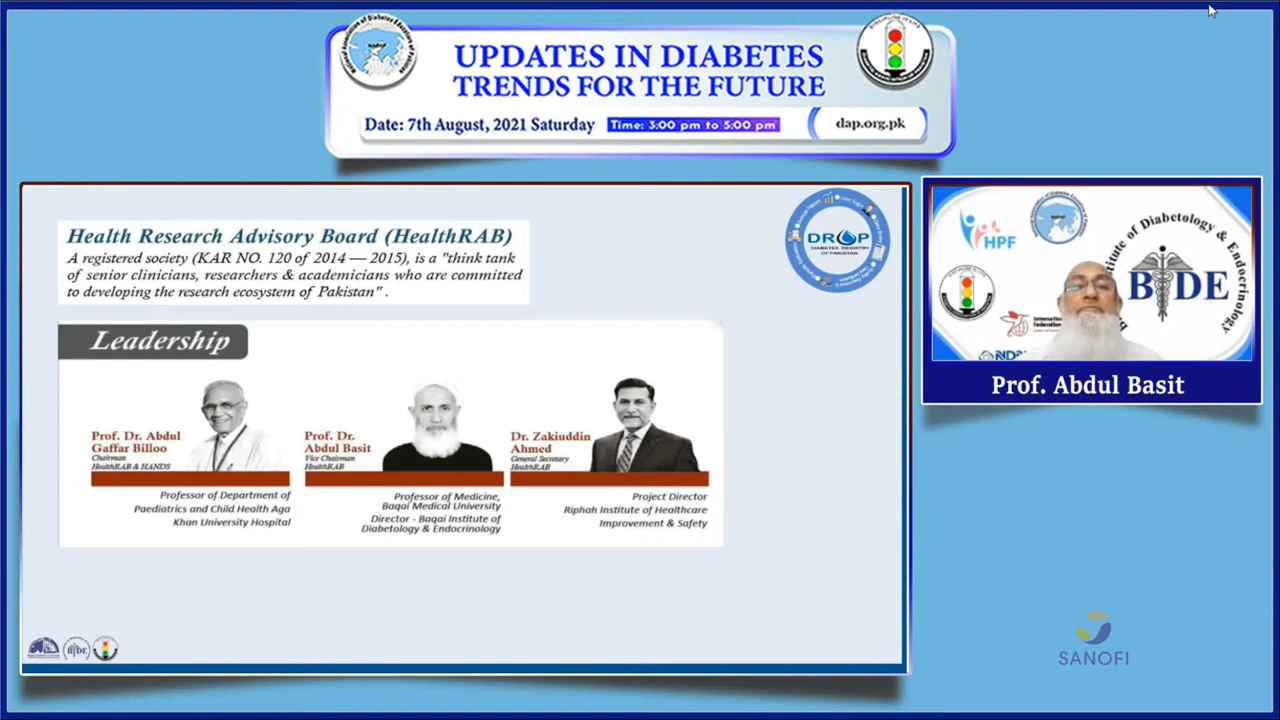 UPDATES IN DIABETES
TRENDS FOR THE FUTURE
Date: 7th August, 2021 Saturday
Time: 3:00 pm to 5:00 pm
dap.org.pk
Health Research Advisory Board (HealthRAB)
A registered society (KAR NO. 120 of 2014 — 2015), is a "think tank
of senior clinicians, researchers & academicians who are committed
to developing the research ecosystem of Pakistan" .
DROP
DIABETES REGISTRY
OF PAKISTAN
Leadership
Prof. Dr. Abdul
Gaffar Billoo
Chairman
HealthRAB & HANDS
Professor of Department of
Paediatrics and Child Health Aga
Khan University Hospital
Prof. Dr.
Abdul Basit
Vice Chairman
HealthRAB
Professor of Medicine,
Baqai Medical University
Director - Baqai Institute of
Diabetology & Endocrinology
Dr. Zakiuddin
Ahmed
General Secretary
HealthRAB
Project Director
Riphah Institute of Healthcare
Improvement & Safety
BIDE
HPF
of Diabetology & Endocrinology
BIDE
Prof. Abdul Basit
SANOFI